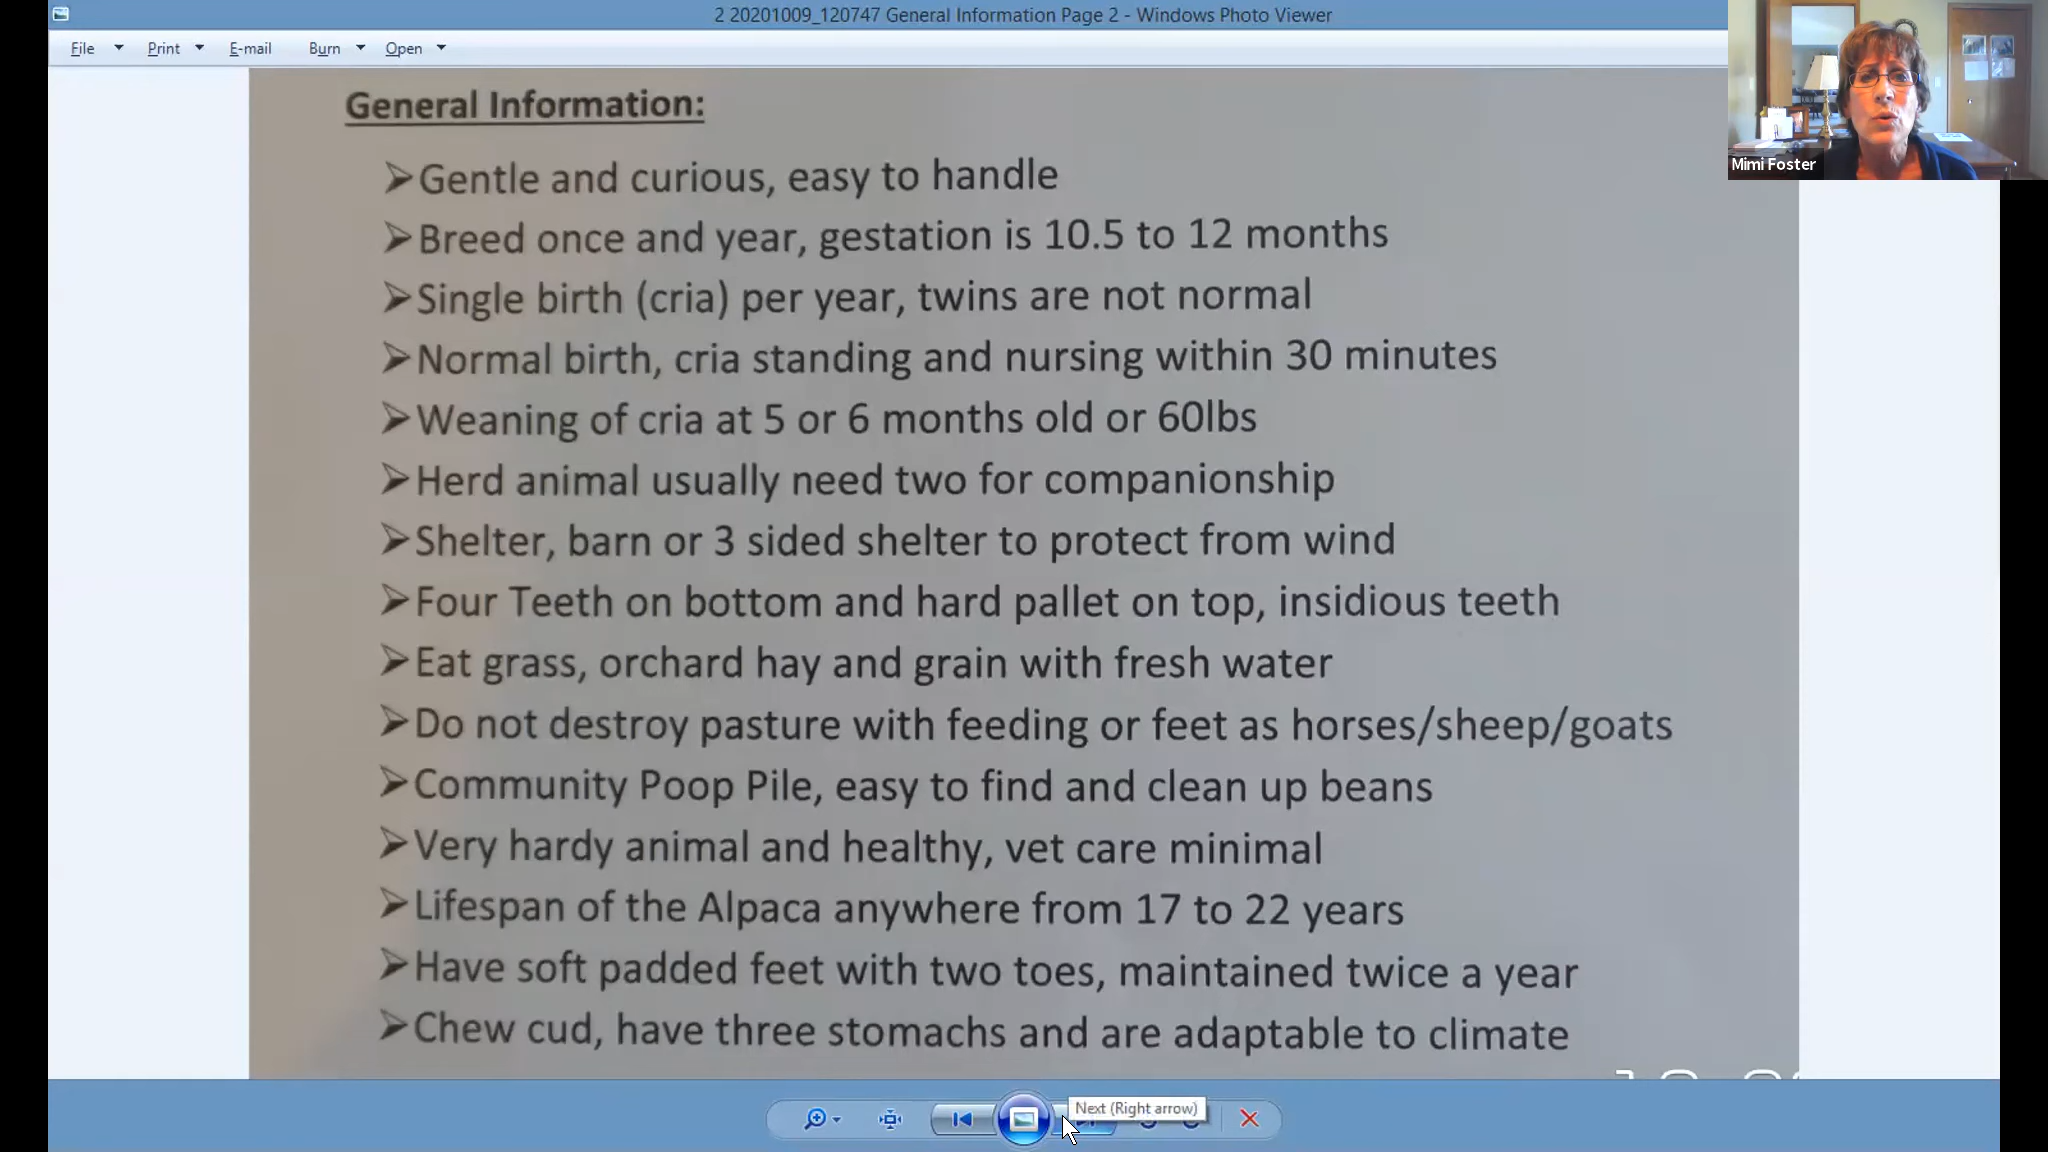 2 20201009_120747 General Information Page 2 - Windows Photo Viewer
File Print E-mail Burn Open
Mimi Foster
General Information:
➢Gentle and curious, easy to handle
➢Breed once and year, gestation is 10.5 to 12 months
➢Single birth (cria) per year, twins are not normal
➢Normal birth, cria standing and nursing within 30 minutes
➢Weaning of cria at 5 or 6 months old or 60lbs
➢Herd animal usually need two for companionship
➢Shelter, barn or 3 sided shelter to protect from wind
➢Four Teeth on bottom and hard pallet on top, insidious teeth
➢Eat grass, orchard hay and grain with fresh water
➢Do not destroy pasture with feeding or feet as horses/sheep/goats
➢Community Poop Pile, easy to find and clean up beans
➢Very hardy animal and healthy, vet care minimal
➢Lifespan of the Alpaca anywhere from 17 to 22 years
➢Have soft padded feet with two toes, maintained twice a year
➢Chew cud, have three stomachs and are adaptable to climate
Next (Right arrow)